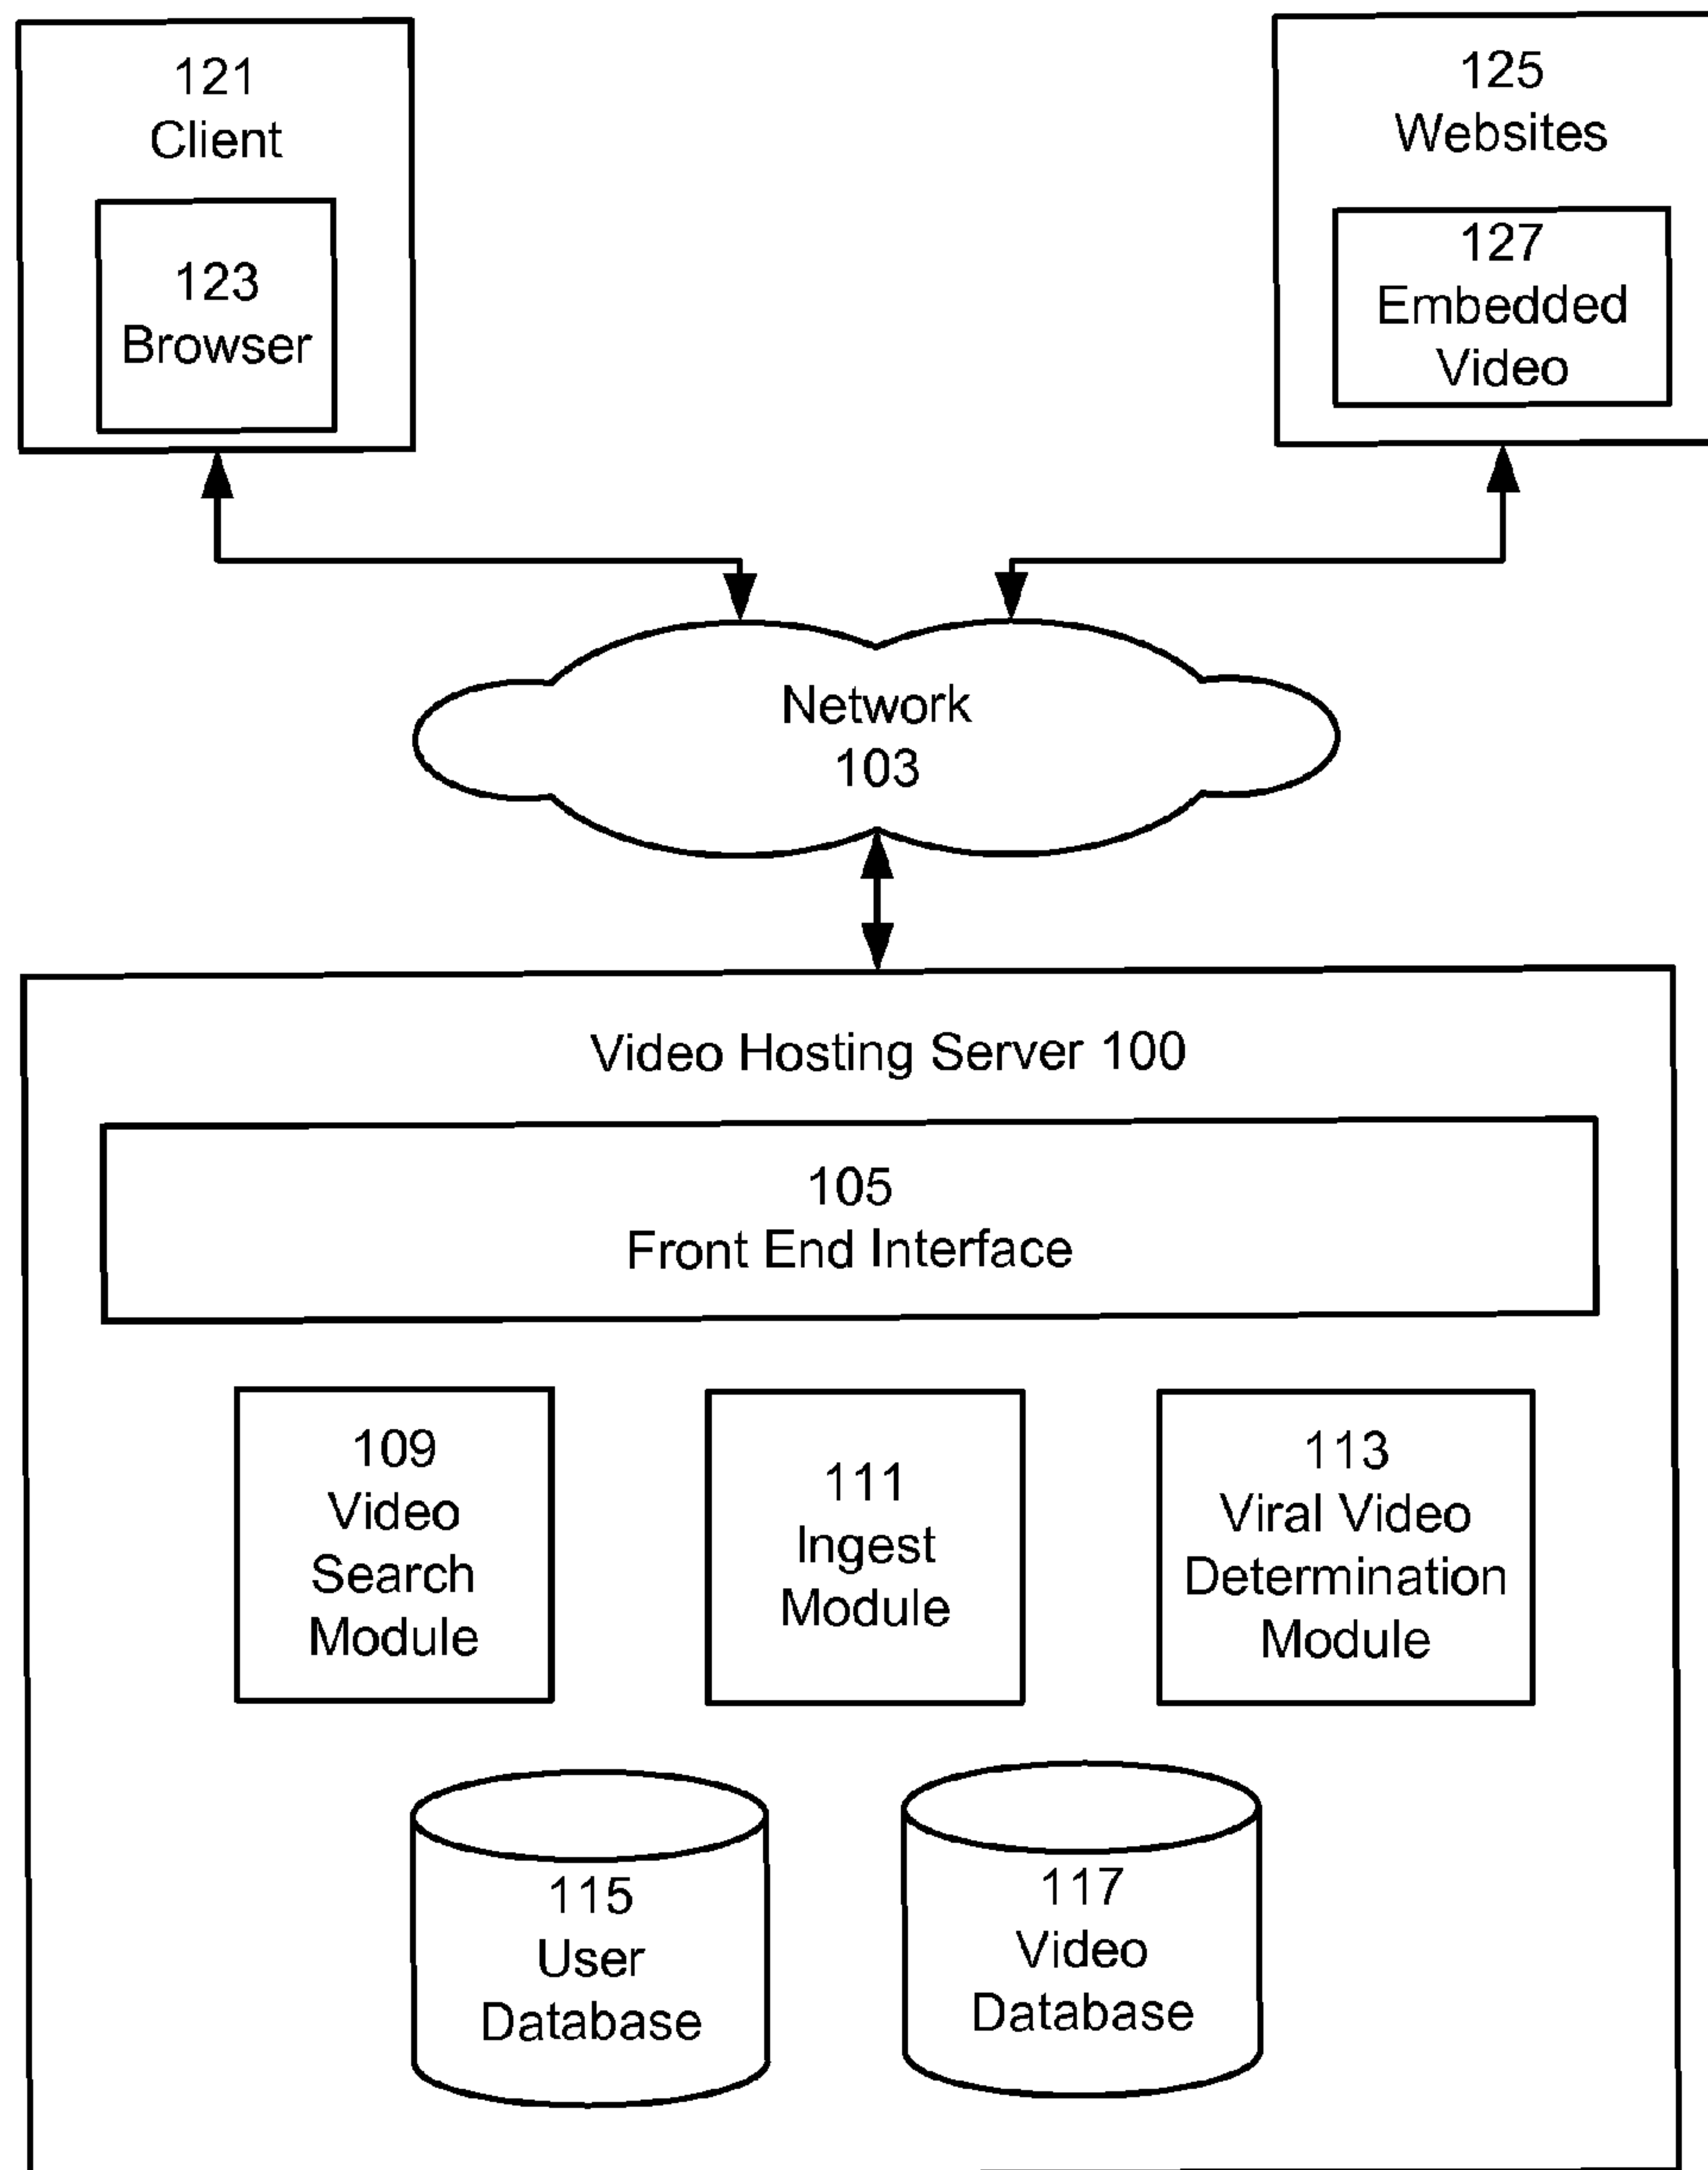 121
Client
123
Browser
125
Websites
127
Embedded
Video
Network
103
Video Hosting Server 100
105
Front End Interface
109
Video
Search
Module
111
Ingest
Module
113
Viral Video
Determination
Module
115
User
Database
117
Video
Database